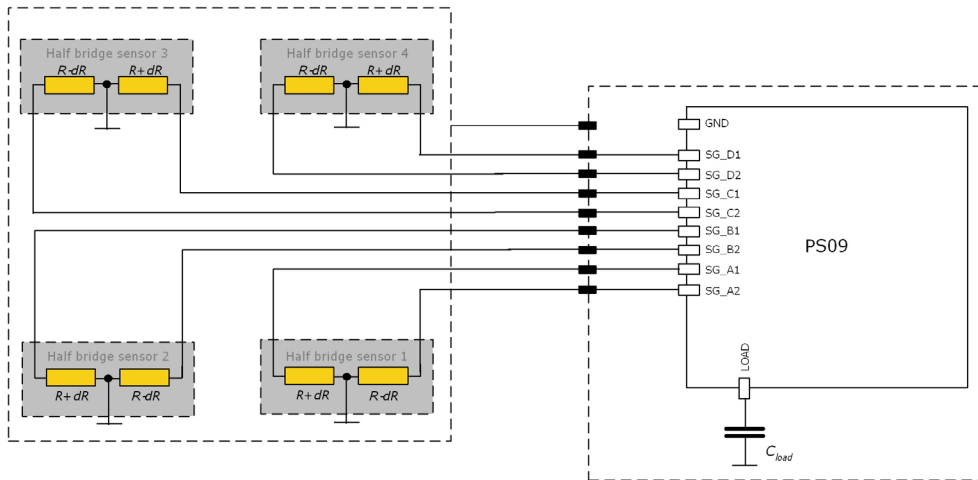 Half bridge sensor 3
R-dR
R+dR
Half bridge sensor 4
R-dR
R+dR
GND
SG_D1
SG_D2
SG_C1
SG_C2
SG_B1
SG_B2
SG_A1
SG_A2
PS09
LOAD
Cload
Half bridge sensor 2
R+dR
R-dR
Half bridge sensor 1
R+dR
R-dR